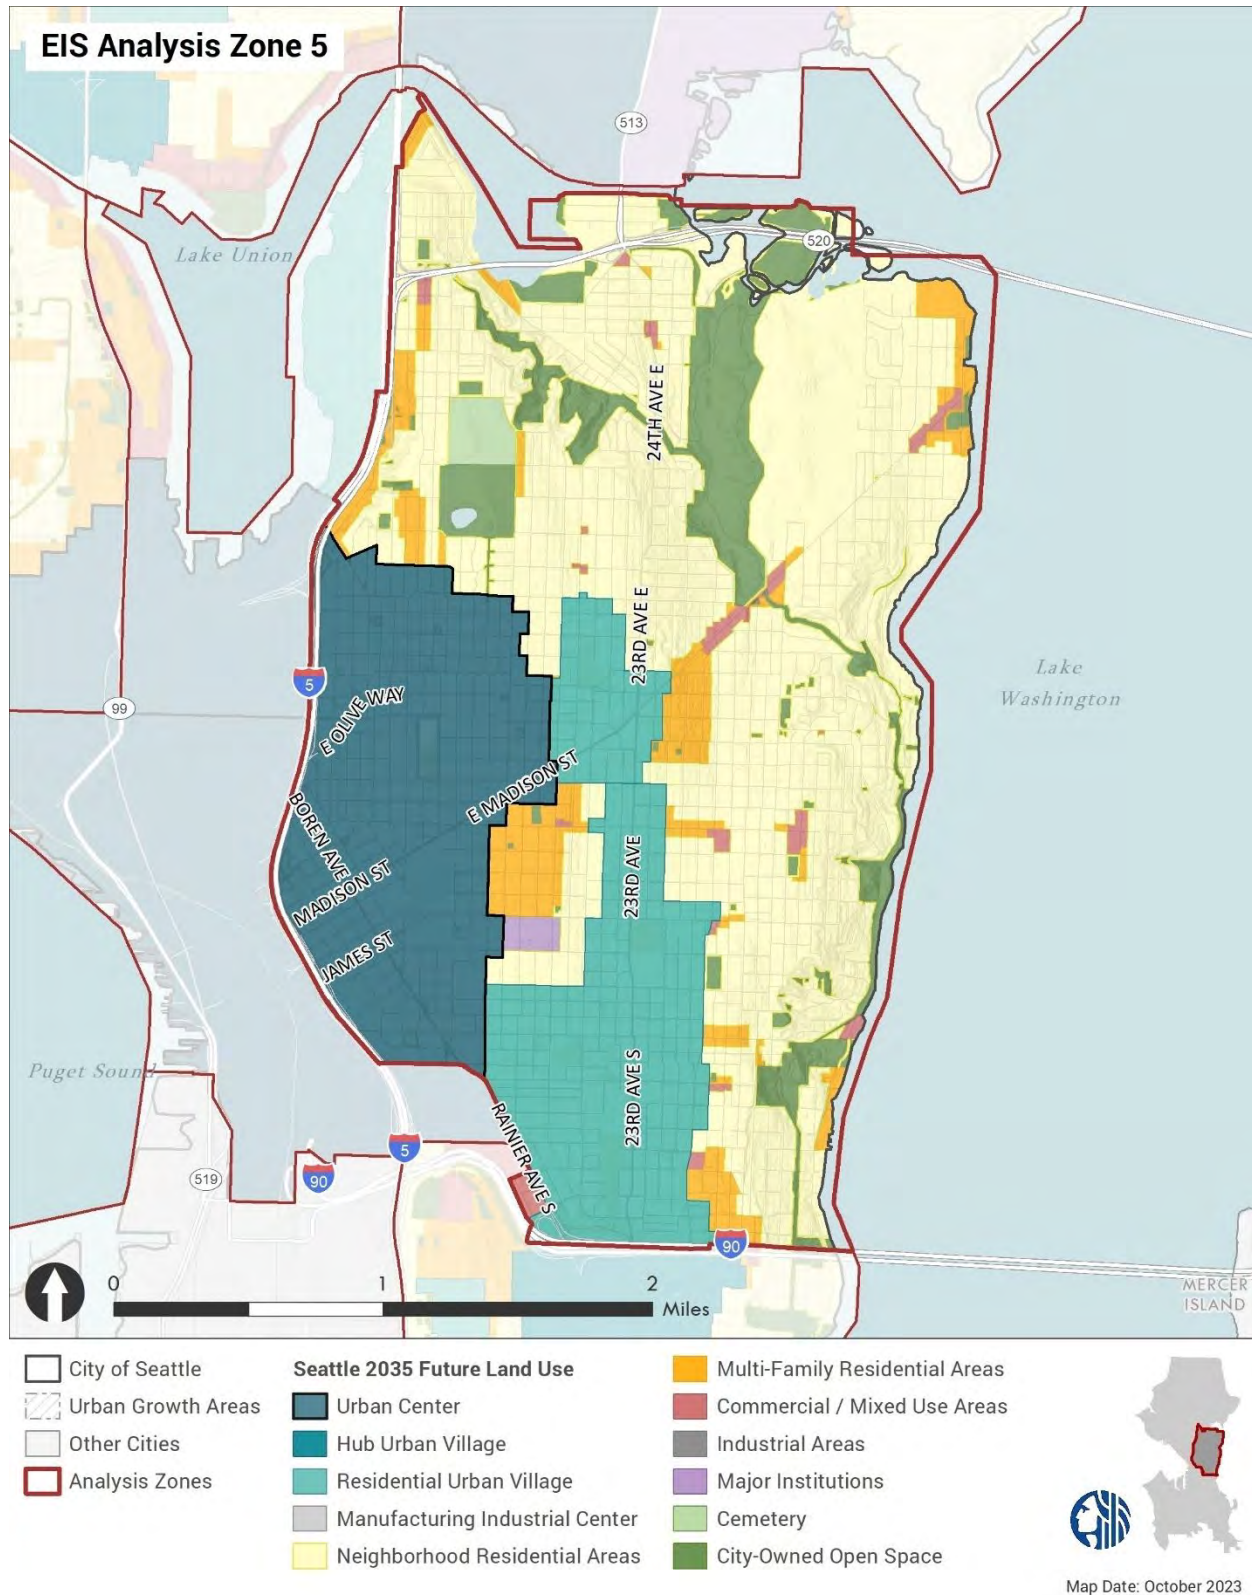 EIS Analysis Zone 5
513
520
Lake Union
24TH AVE E
23RD AVE E
Lake
Washington
5
99
E OLIVE WAY
E MADISON ST
BOREN AVE
MADISON ST
23RD AVE
JAMES ST
Puget Sound
23RD AVE S
RAINIER AVE S
5
90
519
90
0
1
2
Miles
MERCER
ISLAND
City of Seattle
Urban Growth Areas
Other Cities
Analysis Zones
Seattle 2035 Future Land Use
Urban Center
Hub Urban Village
Residential Urban Village
Manufacturing Industrial Center
Neighborhood Residential Areas
Multi-Family Residential Areas
Commercial / Mixed Use Areas
Industrial Areas
Major Institutions
Cemetery
City-Owned Open Space
Map Date: October 2023